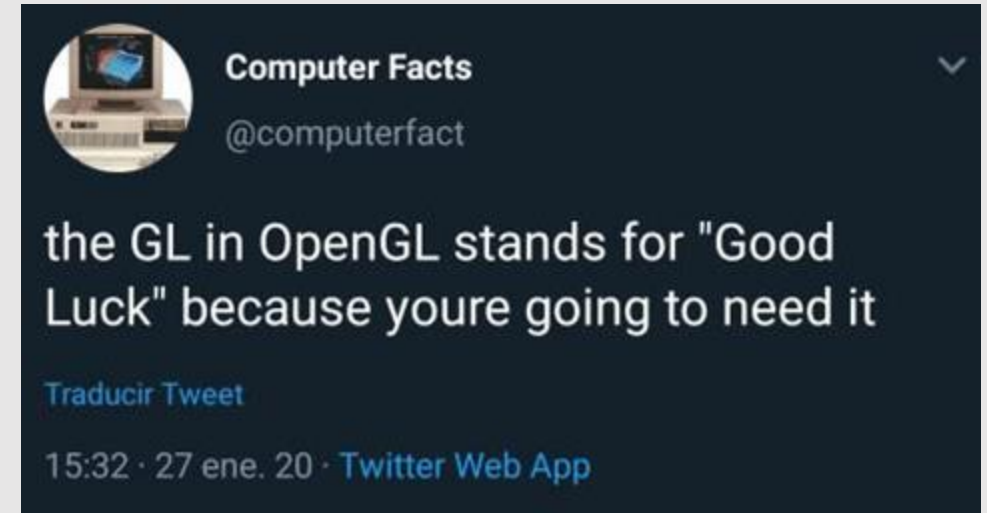 Computer Facts
@computerfact
the GL in OpenGL stands for "Good
Luck" because youre going to need it
Traducir Tweet
15:32 · 27 ene. 20 · Twitter Web App